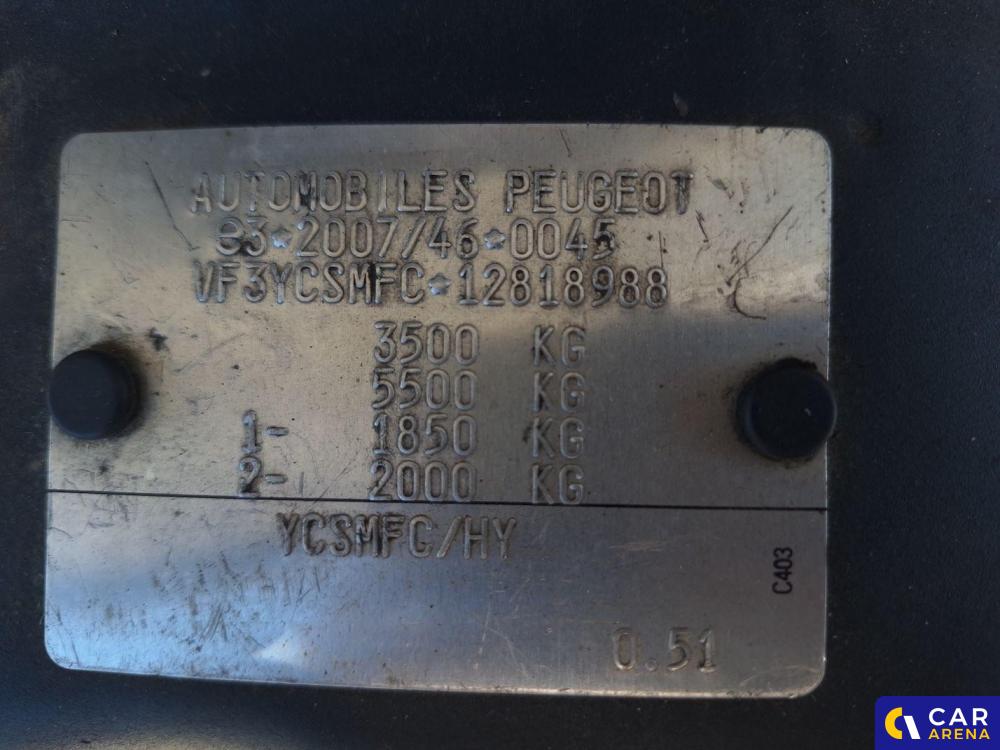 AUTOMOBILES PEUGEOT
e3*2007/46*0045
VF3YCSMFC*12818988
3500 KG
5500 KG
1- 1850 KG
2- 2000 KG
YCSMFC/HY
C403
0.51
CAR
ARENA